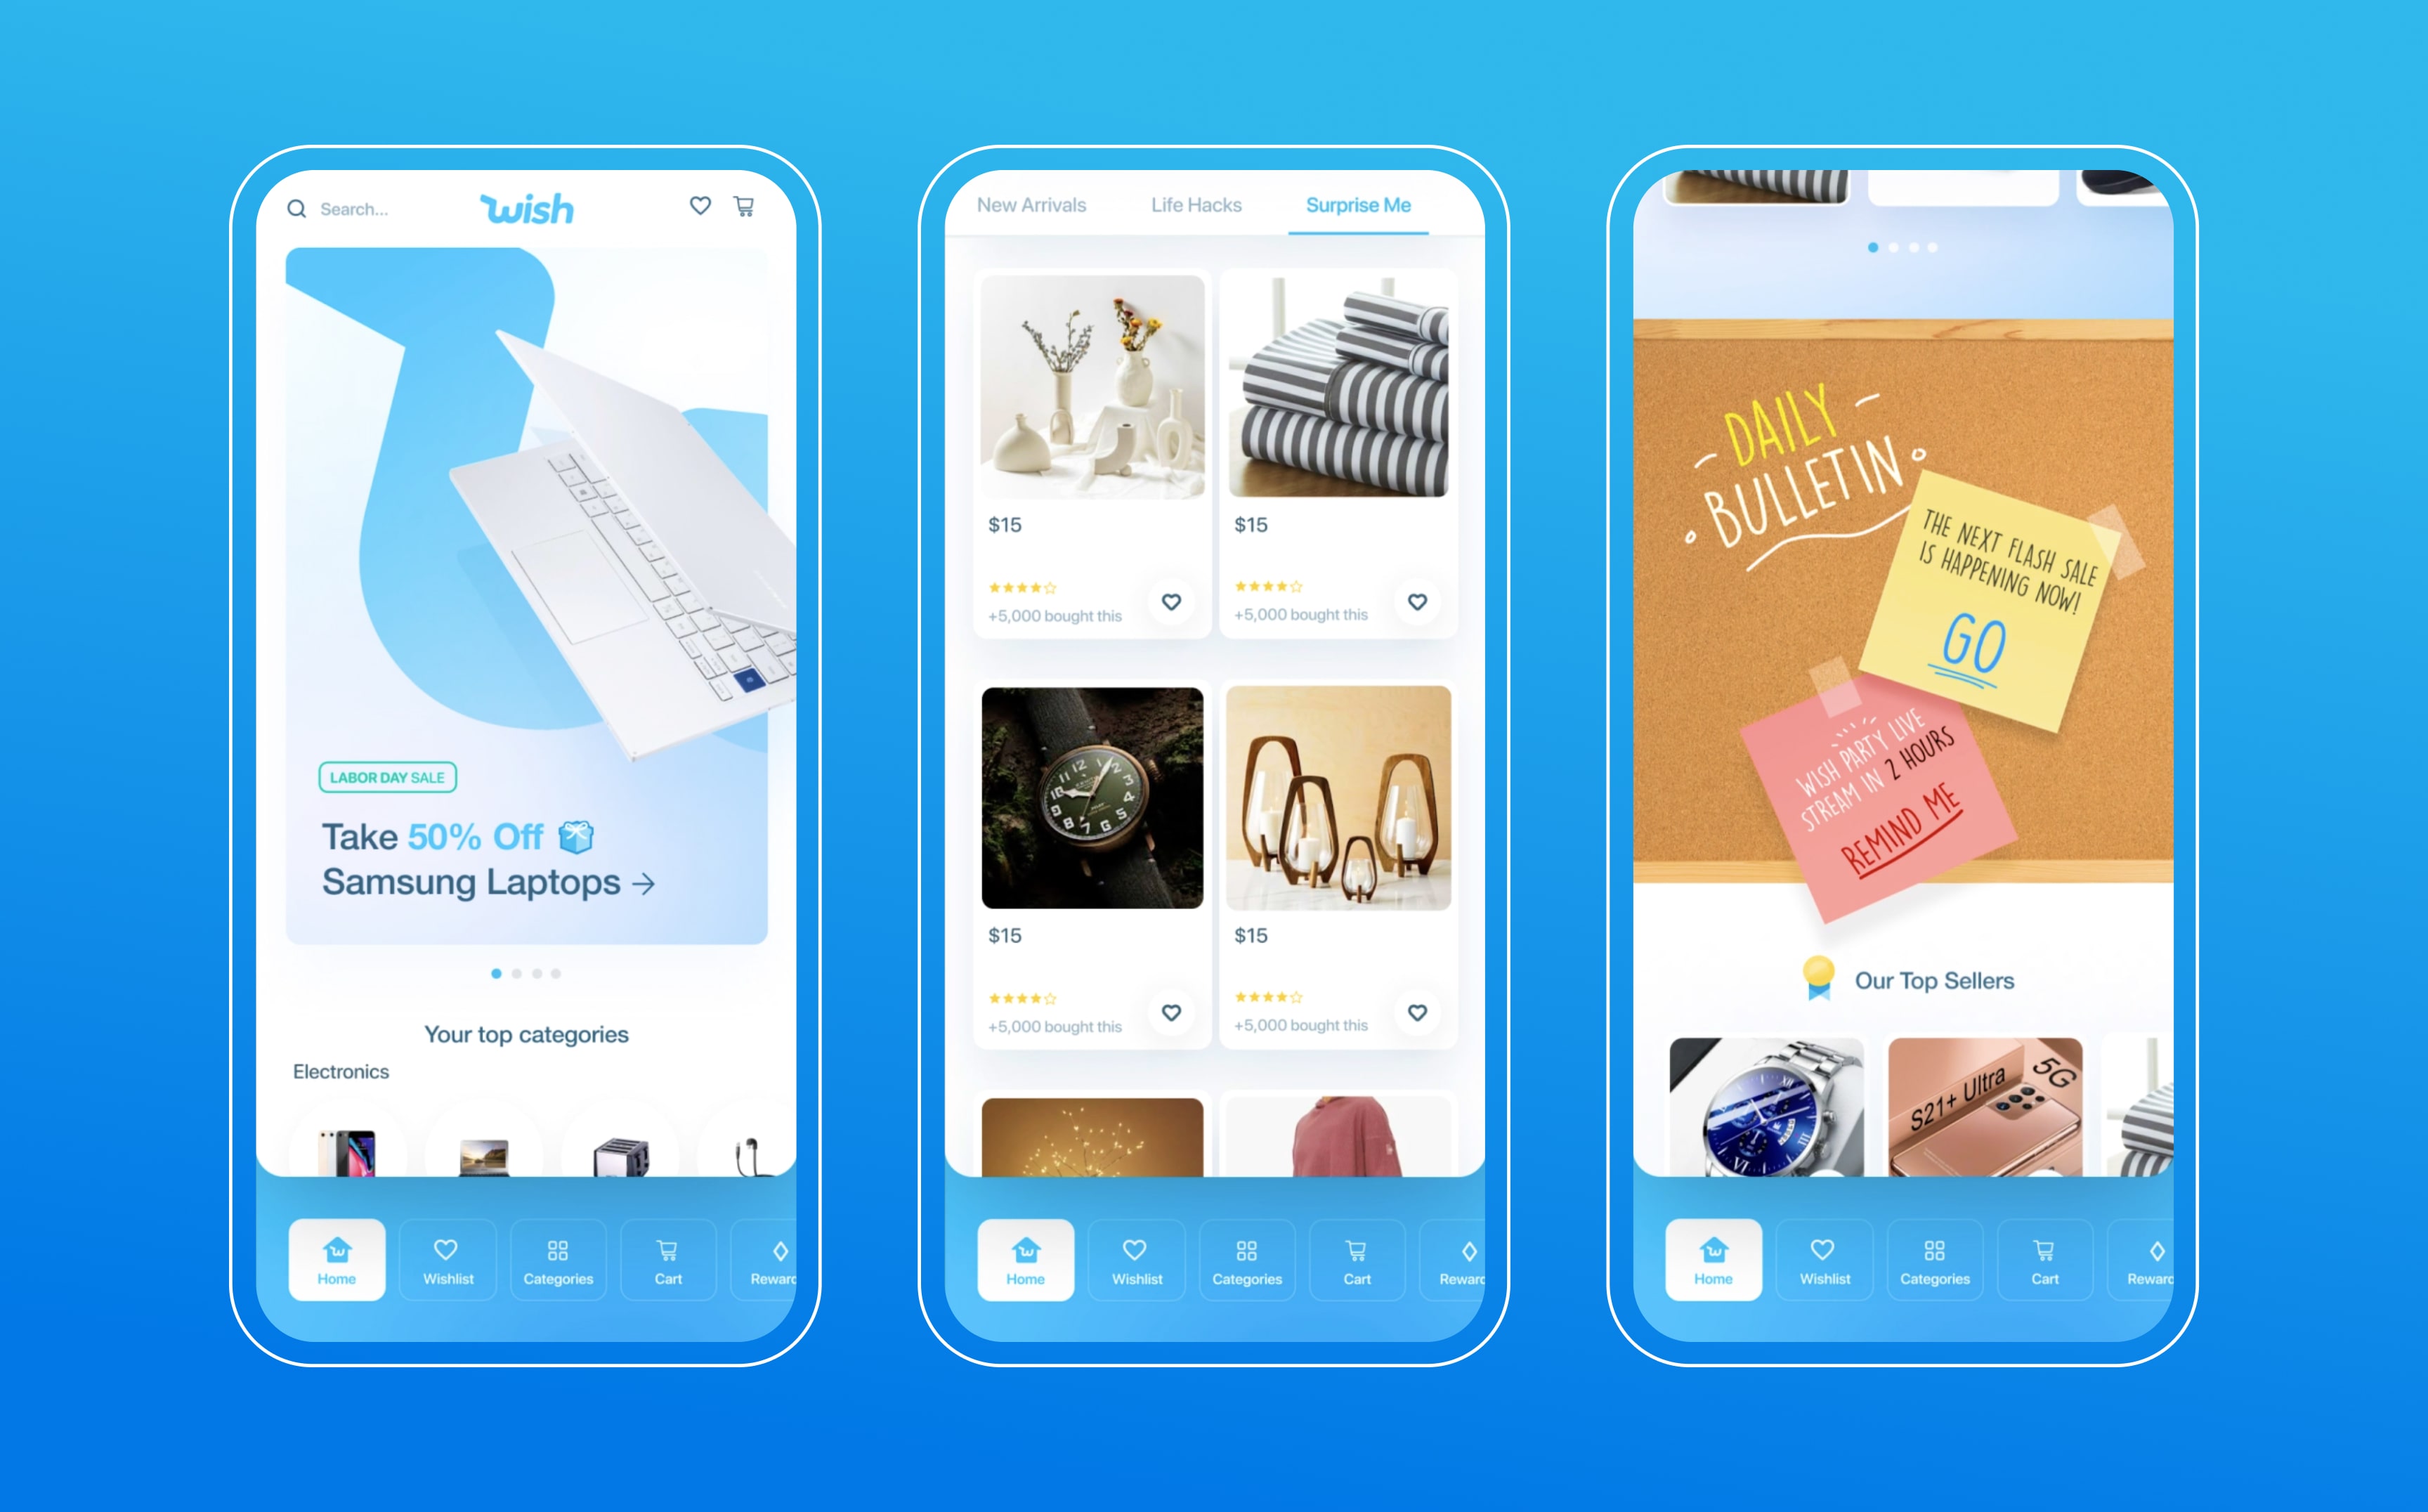 Search...
wish
LABOR DAY SALE
Take 50% Off
Samsung Laptops →
Your top categories
Electronics
Home
Wishlist
Categories
Cart
New Arrivals
Life Hacks
Surprise Me
$15
+5,000 bought this
$15
+5,000 bought this
$15
+5,000 bought this
$15
+5,000 bought this
Home
Wishlist
Categories
Cart
DAILY
BULLETIN
THE NEXT FLASH SALE
IS HAPPENING NOW!
GO
WISH PARTY LIVE
STREAM IN 2 HOURS
REMIND ME
Our Top Sellers
S21+ Ultra
5G
Home
Wishlist
Categories
Cart